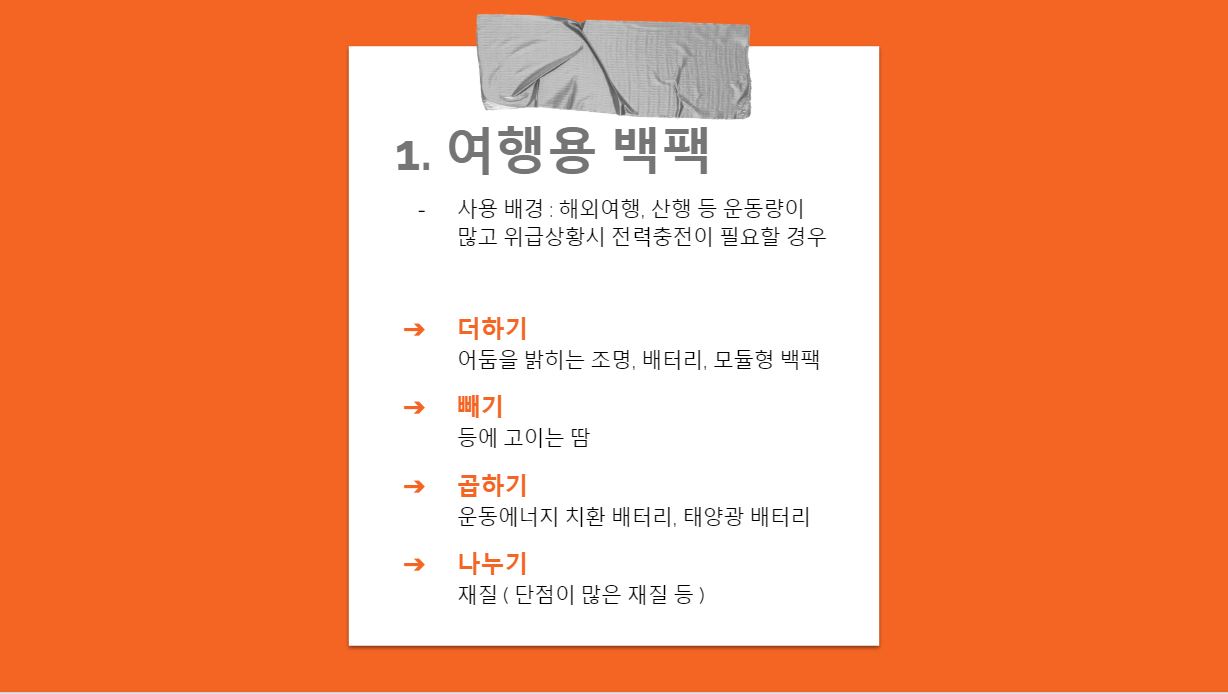 1. 여행용 백팩
- 사용 배경 : 해외여행, 산행 등 운동량이
많고 위급상황시 전력충전이 필요할 경우
➔ 더하기
어둠을 밝히는 조명, 배터리, 모듈형 백팩
➔ 빼기
등에 고이는 땀
➔ 곱하기
운동에너지 치환 배터리, 태양광 배터리
➔ 나누기
재질 ( 단점이 많은 재질 등 )